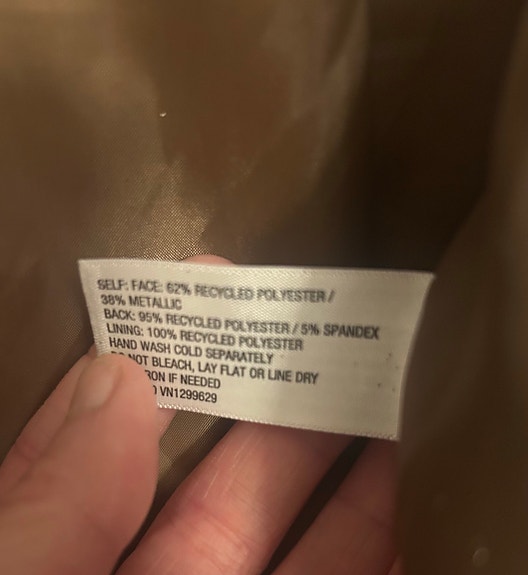 SELF: FACE: 62% RECYCLED POLYESTER /
38% METALLIC
BACK: 95% RECYCLED POLYESTER / 5% SPANDEX
LINING: 100% RECYCLED POLYESTER
HAND WASH COLD SEPARATELY
NOT BLEACH, LAY FLAT OR LINE DRY
IF NEEDED
VN1299629